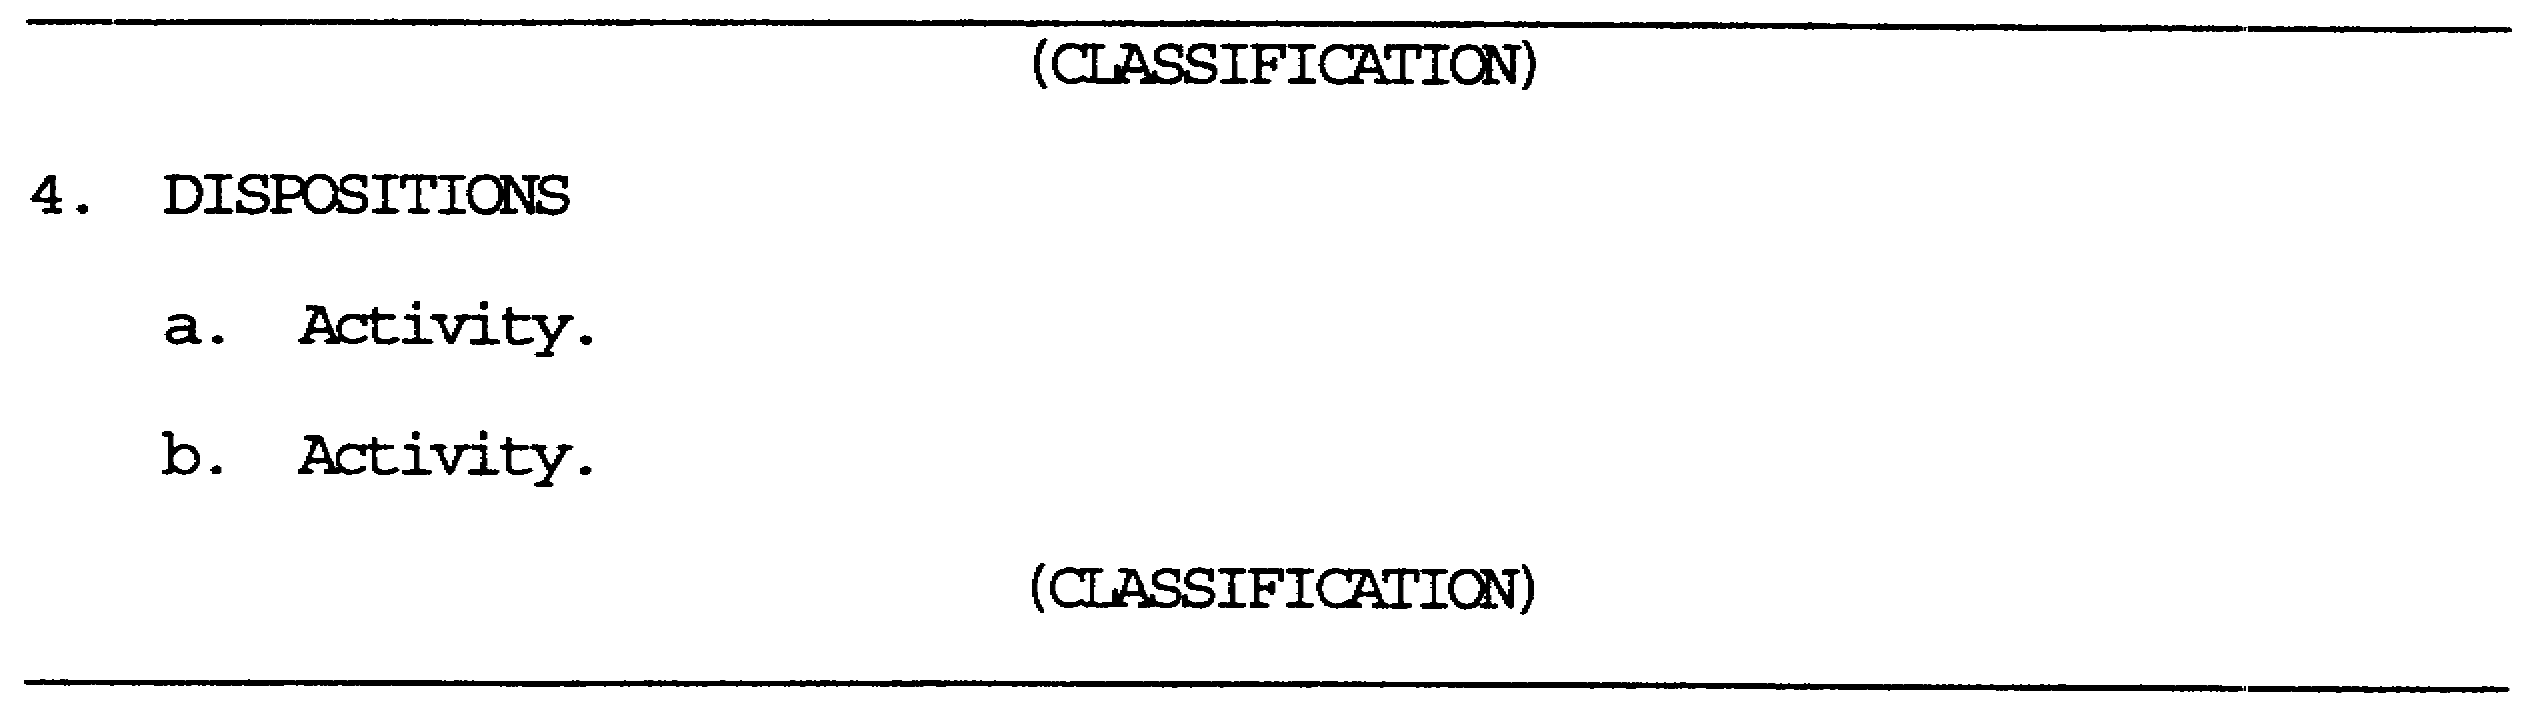 (CLASSIFICATION)
4. DISPOSITIONS
a. Activity.
b. Activity.
(CLASSIFICATION)